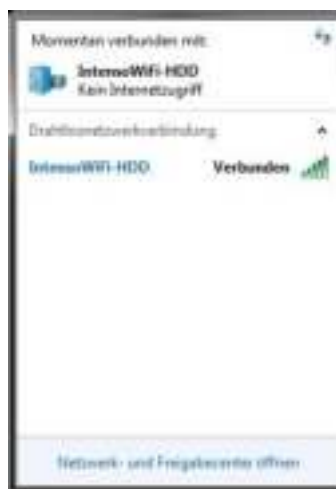 Momentan verbunden mit:
IntensoWiFi-HDD
Kein Internetzugriff
Drahtlosnetzwerkverbindung
IntensoWiFi-HDD Verbunden
Netzwerk- und Freigabecenter öffnen